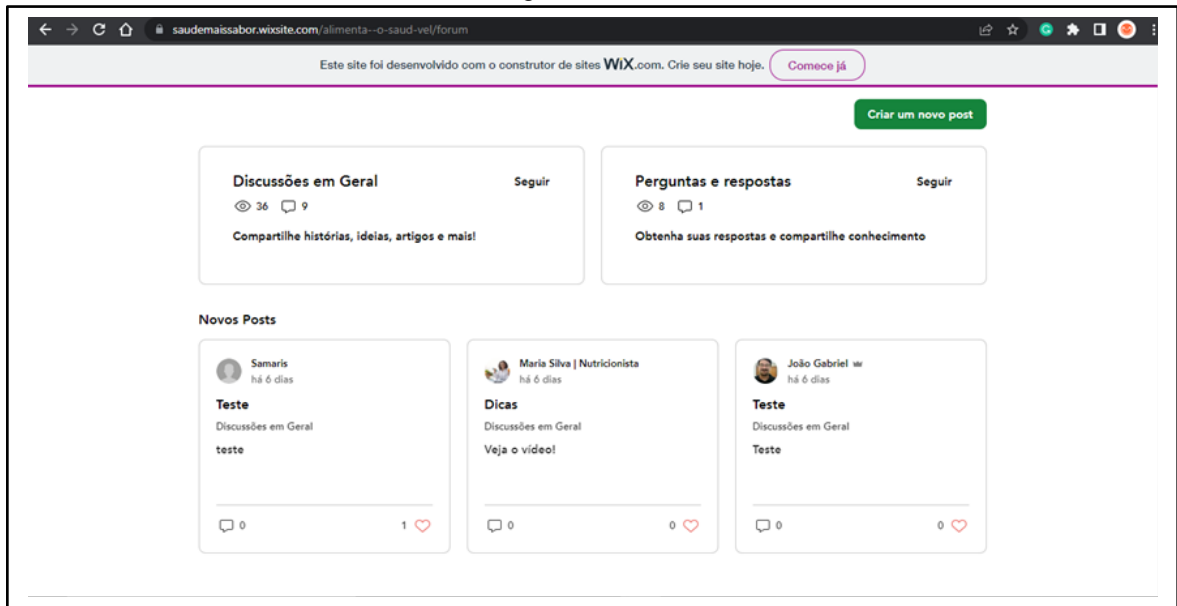 saudemaissabor.wixsite.com/alimenta--o-saud-vel/forum
Este site foi desenvolvido com o construtor de sites WiX.com. Crie seu site hoje. Comece já
Criar um novo post
Discussões em Geral Seguir
36 9
Compartilhe histórias, ideias, artigos e mais!
Perguntas e respostas Seguir
8 1
Obtenha suas respostas e compartilhe conhecimento
Novos Posts
Samaris
há 6 dias
Teste
Discussões em Geral
teste
0 1
Maria Silva | Nutricionista
há 6 dias
Dicas
Discussões em Geral
Veja o vídeo!
0 0
João Gabriel
há 6 dias
Teste
Discussões em Geral
Teste
0 0